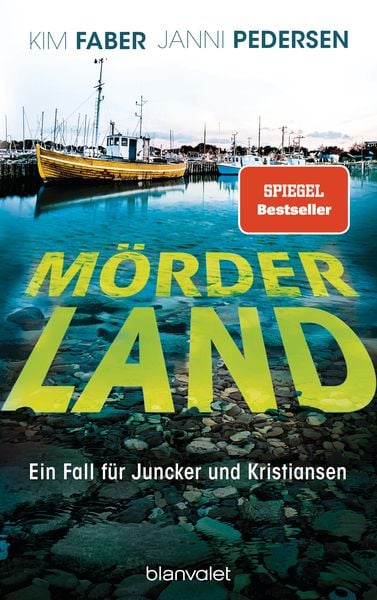 KIM FABER JANNI PEDERSEN
SPIEGEL
Bestseller
MÖRDER
LAND
Ein Fall für Juncker und Kristiansen
blanvalet